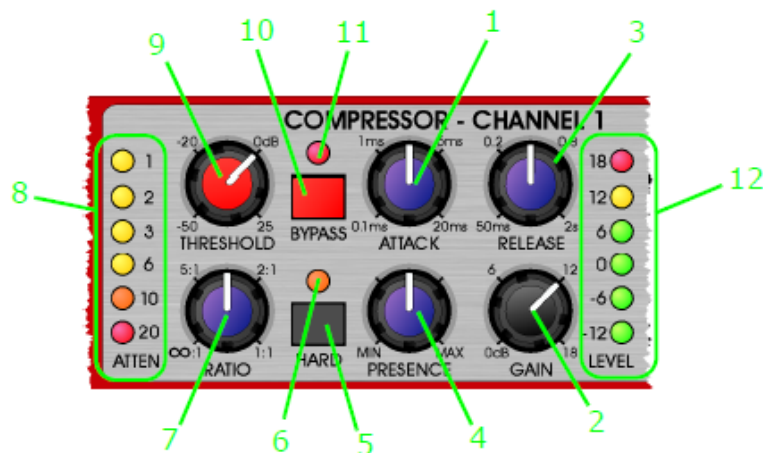 10 11 1 3
9
COMPRESSOR - CHANNEL 1
-20 0dB 1ms 5ms 0.2 0.8
8 1 18 12
2 12
3 6
6 0
10 -6
20 -12
-50 25 BYPASS 0.1ms 20ms 50ms 2s
THRESHOLD ATTACK RELEASE
5:1 2:1 6 12
∞:1 1:1 HARD MIN MAX 0dB 18
ATTEN RATIO PRESENCE GAIN LEVEL
7 6 5 4 2